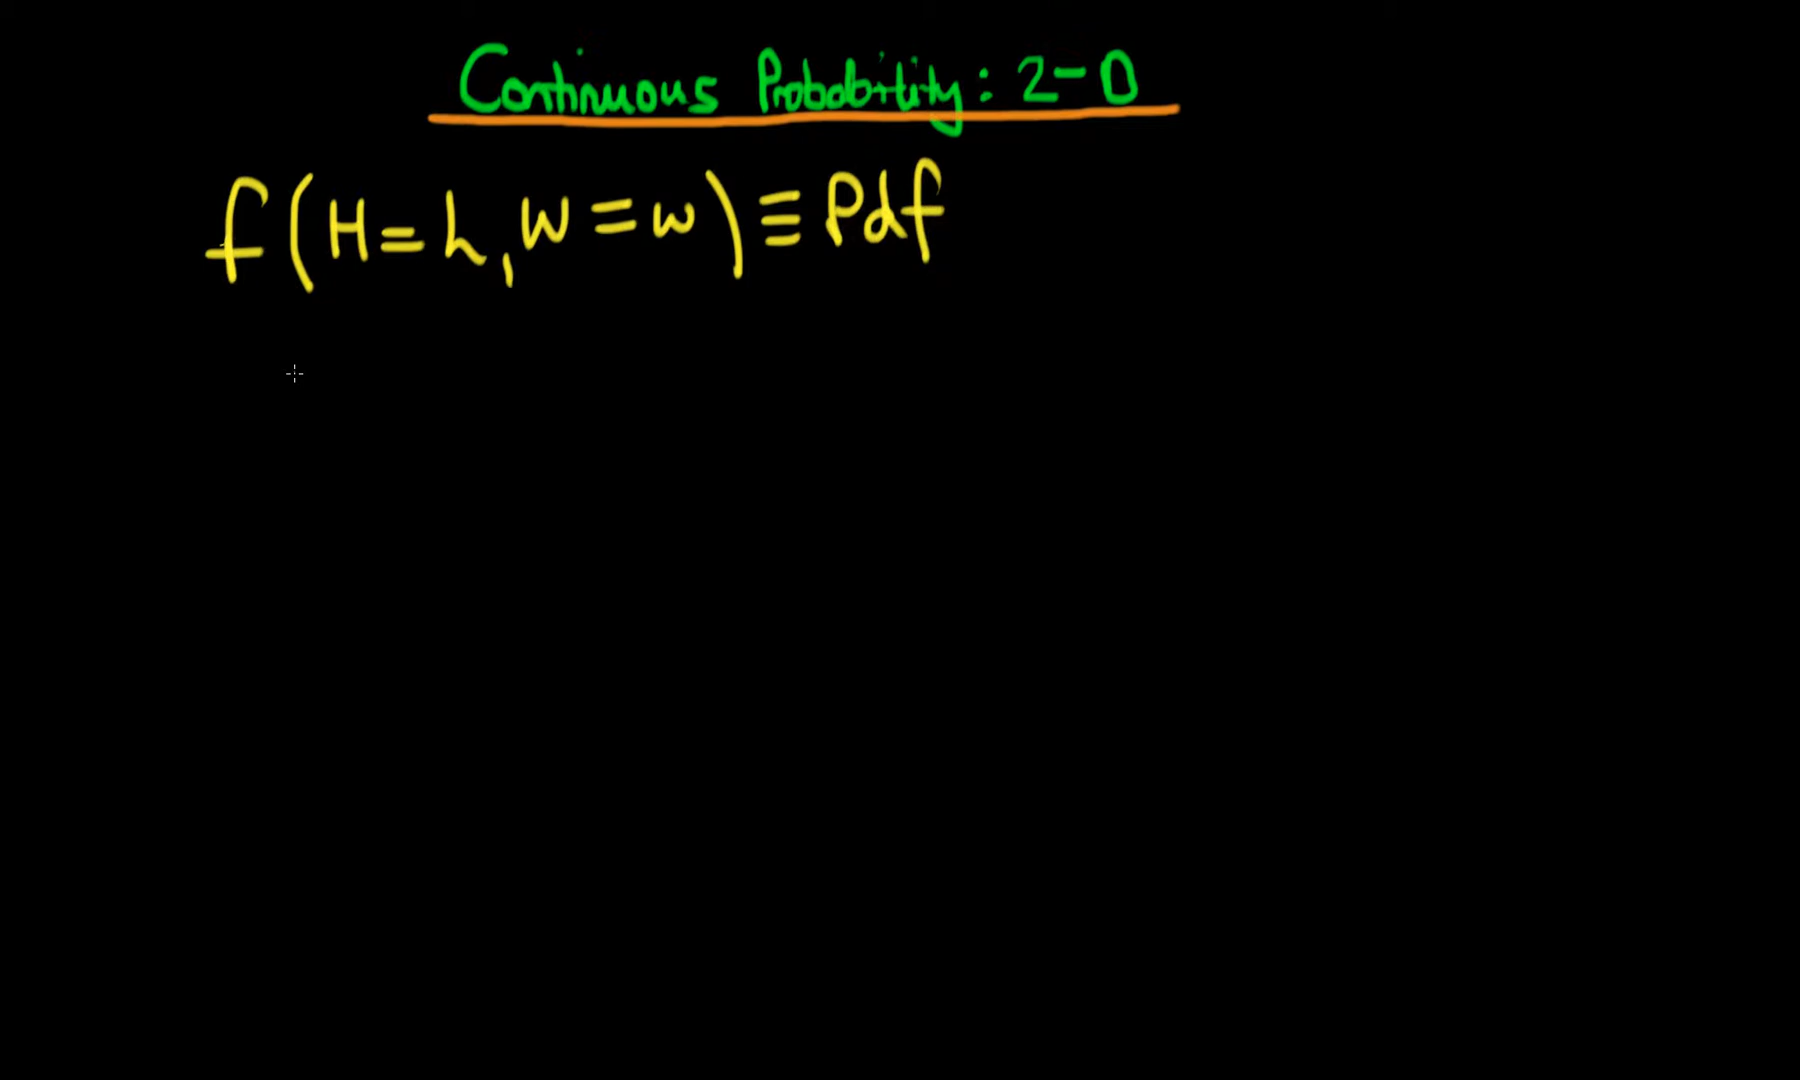 Continuous Probability: 2-D
f(H=h, W=w) ≡ Pdf